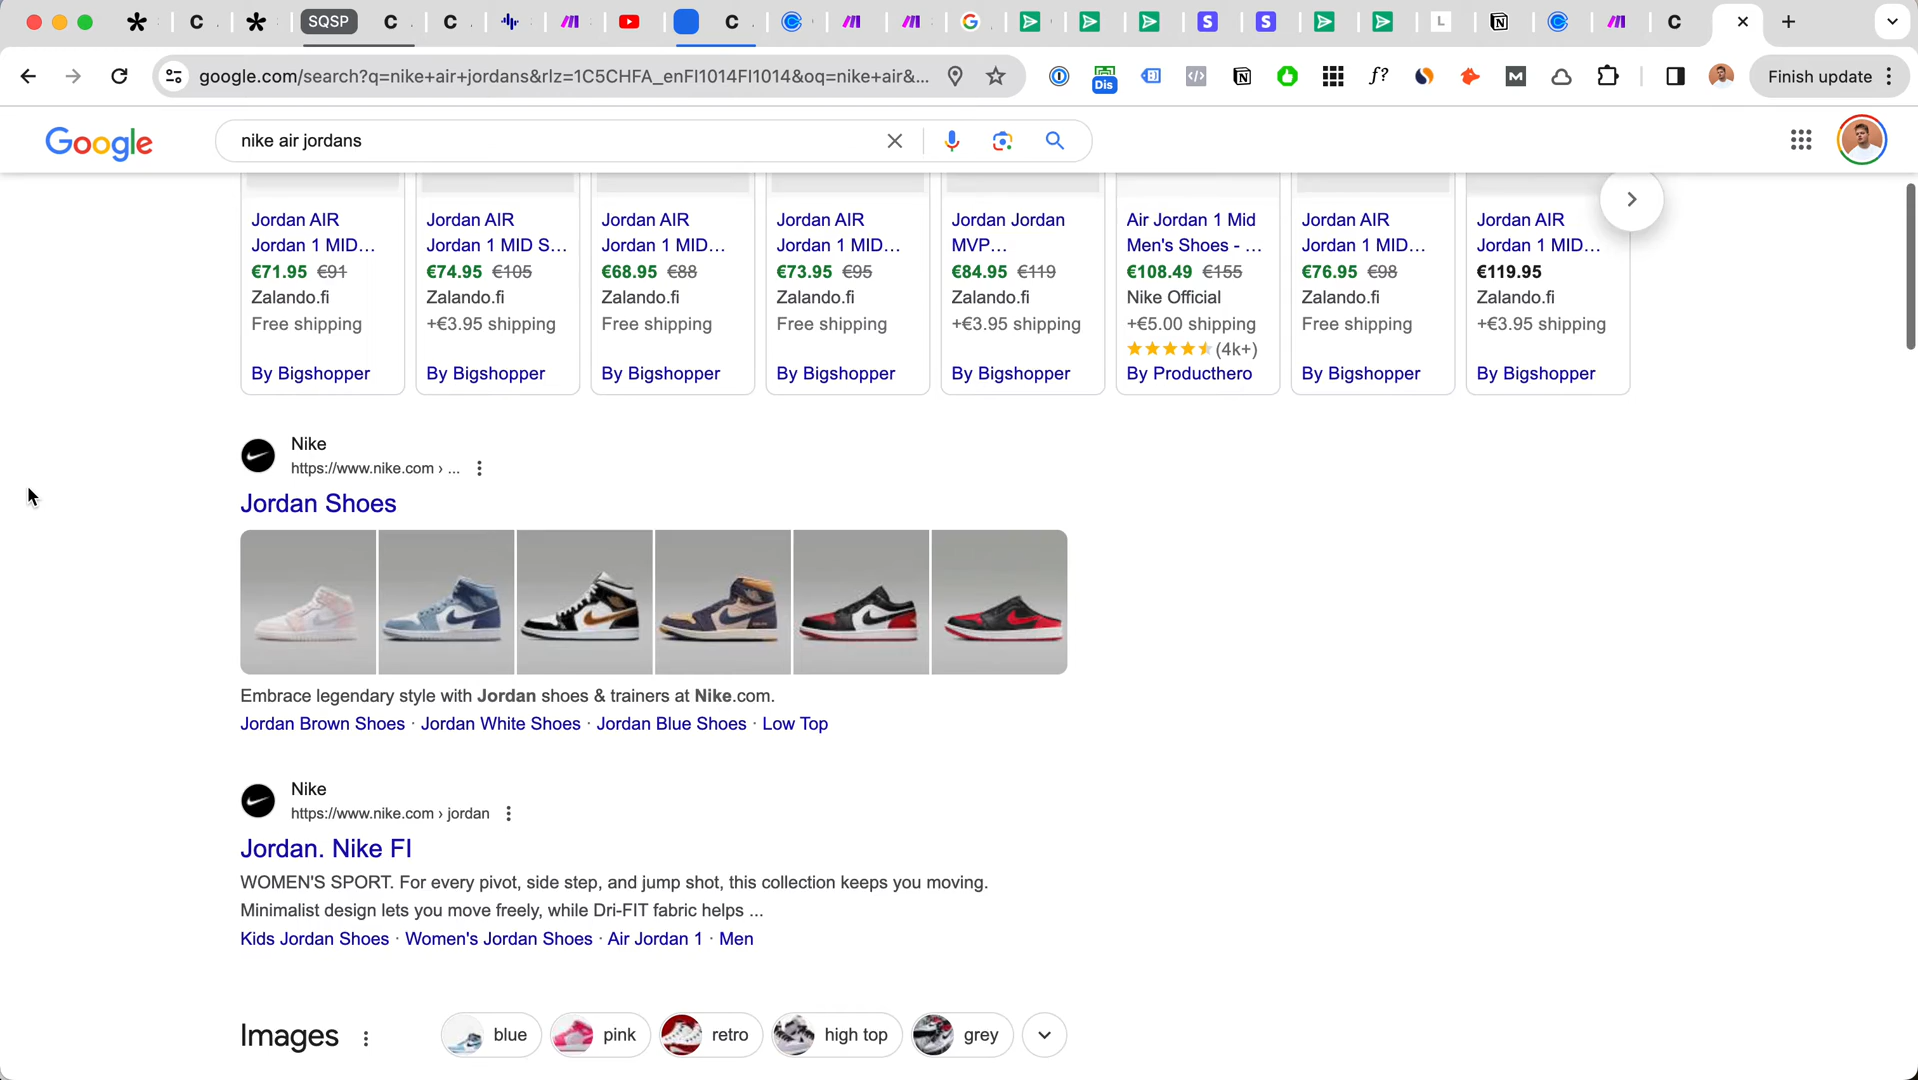 SQSP
google.com/search?q=nike+air+jordans&rlz=1C5CHFA_enFI1014FI1014&oq=nike+air&...
Dis
f?
Finish update
Google
nike air jordans
Jordan AIR
Jordan 1 MID...
€71.95 €91
Zalando.fi
Free shipping
By Bigshopper
Jordan AIR
Jordan 1 MID S...
€74.95 €105
Zalando.fi
+€3.95 shipping
By Bigshopper
Jordan AIR
Jordan 1 MID...
€68.95 €88
Zalando.fi
Free shipping
By Bigshopper
Jordan AIR
Jordan 1 MID...
€73.95 €95
Zalando.fi
Free shipping
By Bigshopper
Jordan Jordan
MVP...
€84.95 €119
Zalando.fi
+€3.95 shipping
By Bigshopper
Air Jordan 1 Mid
Men's Shoes - ...
€108.49 €155
Nike Official
+€5.00 shipping
(4k+)
By Producthero
Jordan AIR
Jordan 1 MID...
€76.95 €98
Zalando.fi
Free shipping
By Bigshopper
Jordan AIR
Jordan 1 MID...
€119.95
Zalando.fi
+€3.95 shipping
By Bigshopper
Nike
https://www.nike.com › ...
Jordan Shoes
Embrace legendary style with Jordan shoes & trainers at Nike.com.
Jordan Brown Shoes · Jordan White Shoes · Jordan Blue Shoes · Low Top
Nike
https://www.nike.com › jordan
Jordan. Nike FI
WOMEN'S SPORT. For every pivot, side step, and jump shot, this collection keeps you moving.
Minimalist design lets you move freely, while Dri-FIT fabric helps ...
Kids Jordan Shoes · Women's Jordan Shoes · Air Jordan 1 · Men
Images
blue
pink
retro
high top
grey